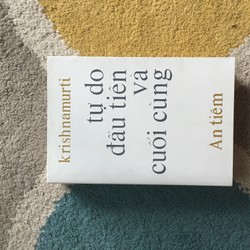 krishnamurti
tự do
đầu tiên
và
cuối cùng
An tiêm